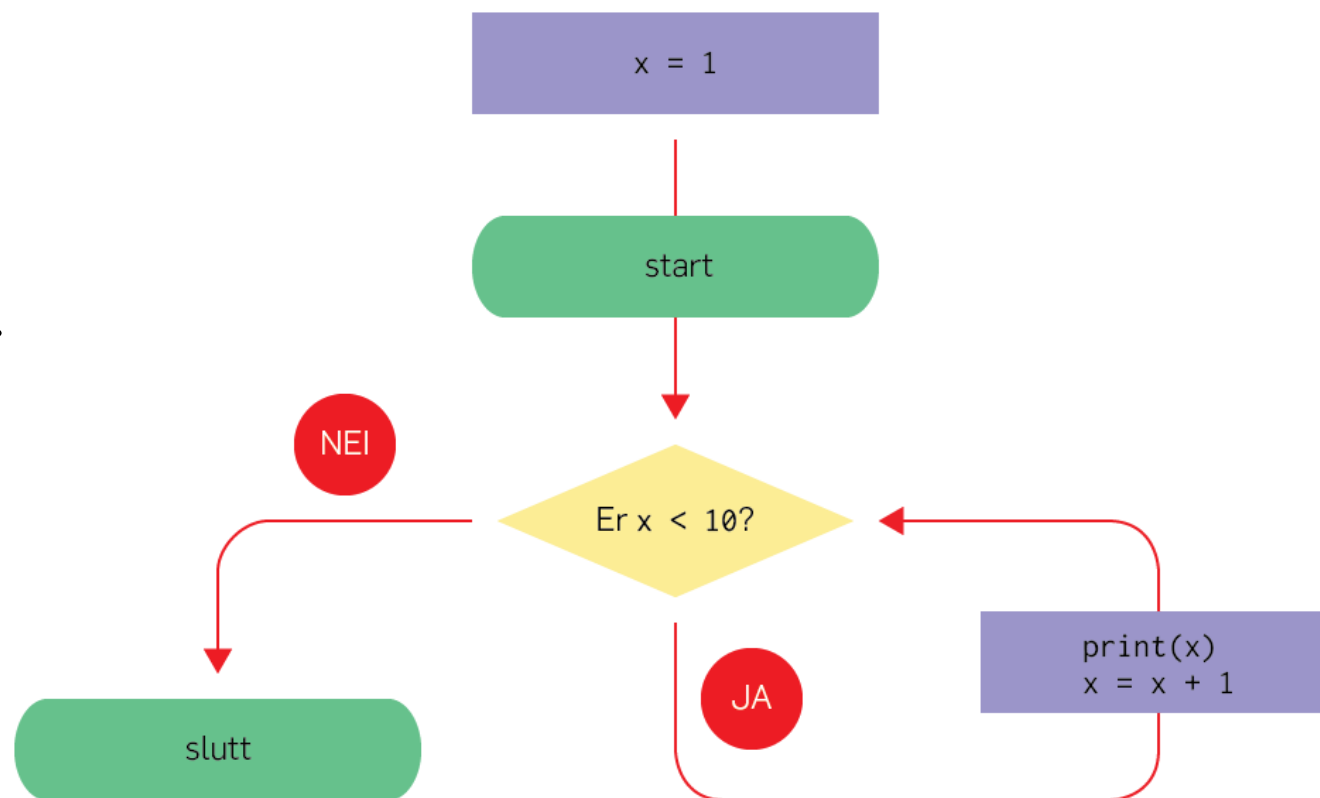 x = 1
start
NEI
Er x < 10?
print(x)
x = x + 1
JA
slutt